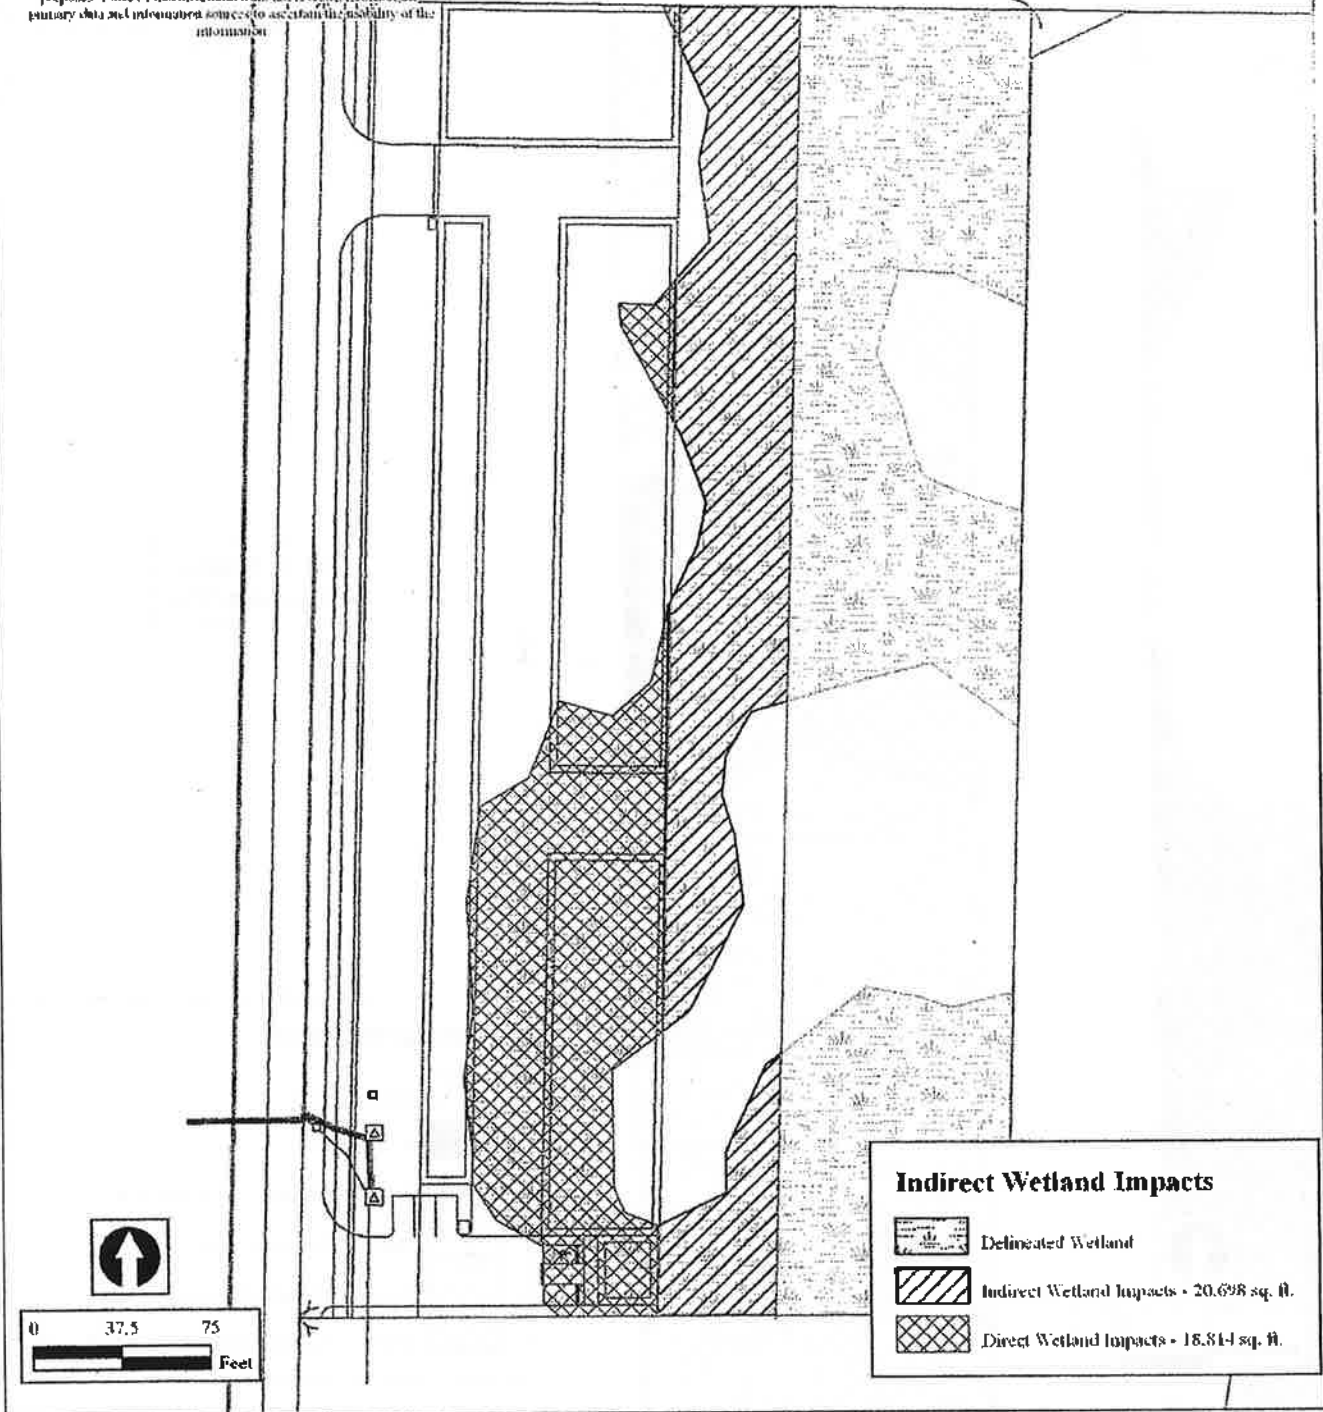 primary data and information sources to ascertain the usability of the
information
Indirect Wetland Impacts
Delineated Wetland
Indirect Wetland Impacts - 20,698 sq. ft.
Direct Wetland Impacts - 18,814 sq. ft.
0 37.5 75
Feet